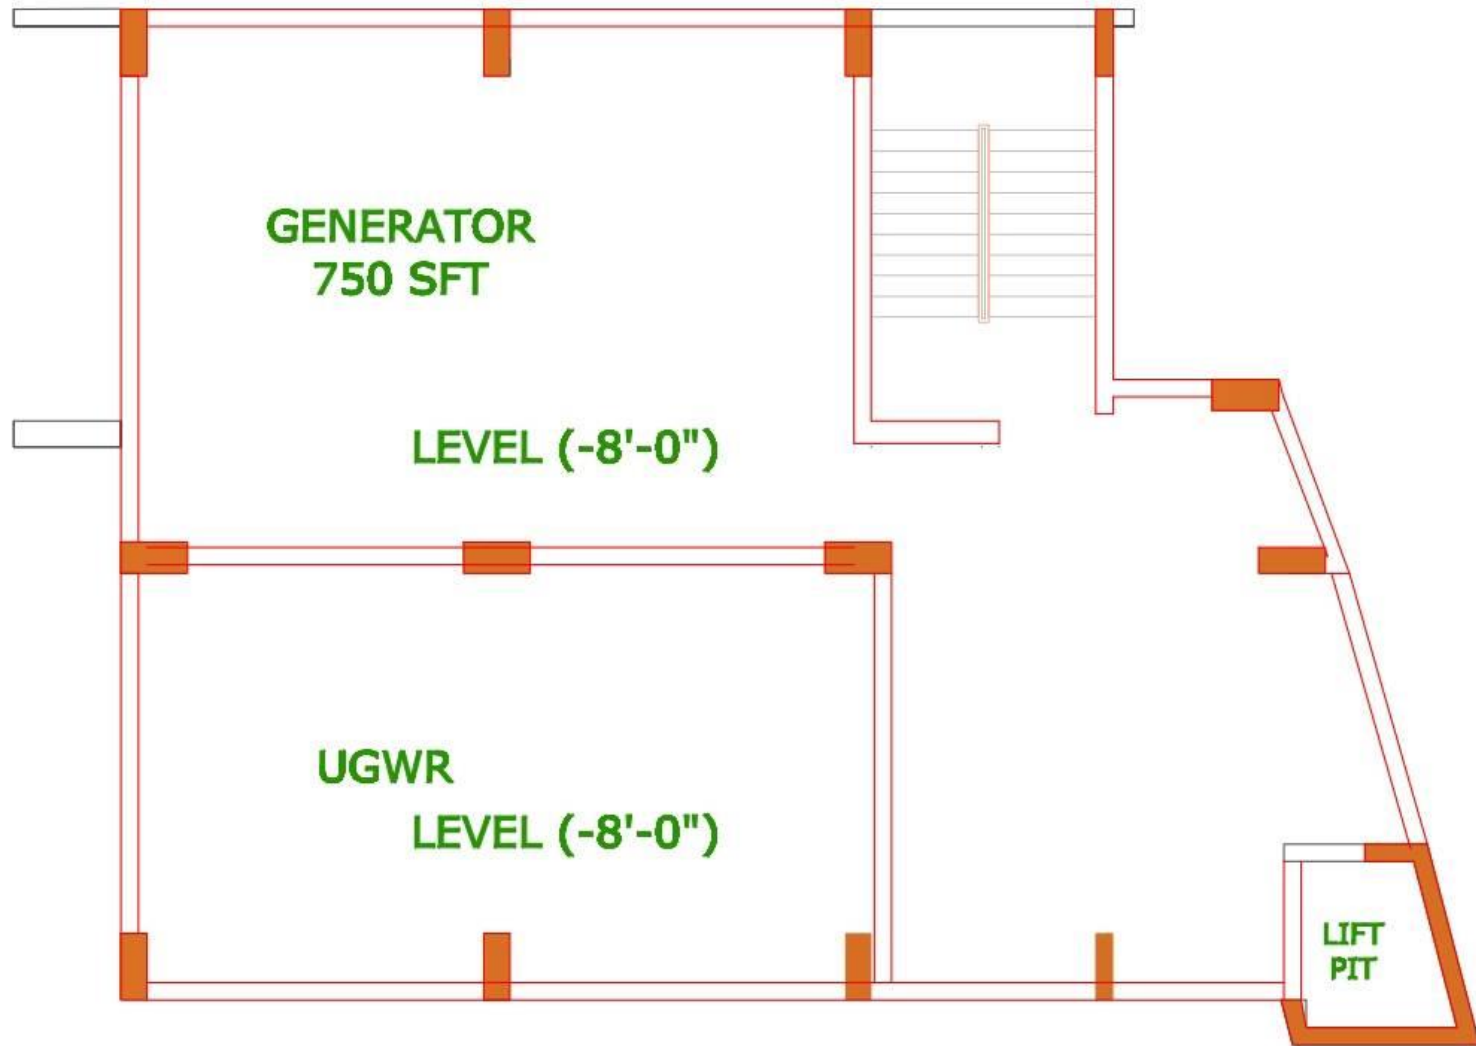 GENERATOR
750 SFT
LEVEL (-8'-0")
UGWR
LEVEL (-8'-0")
LIFT
PIT